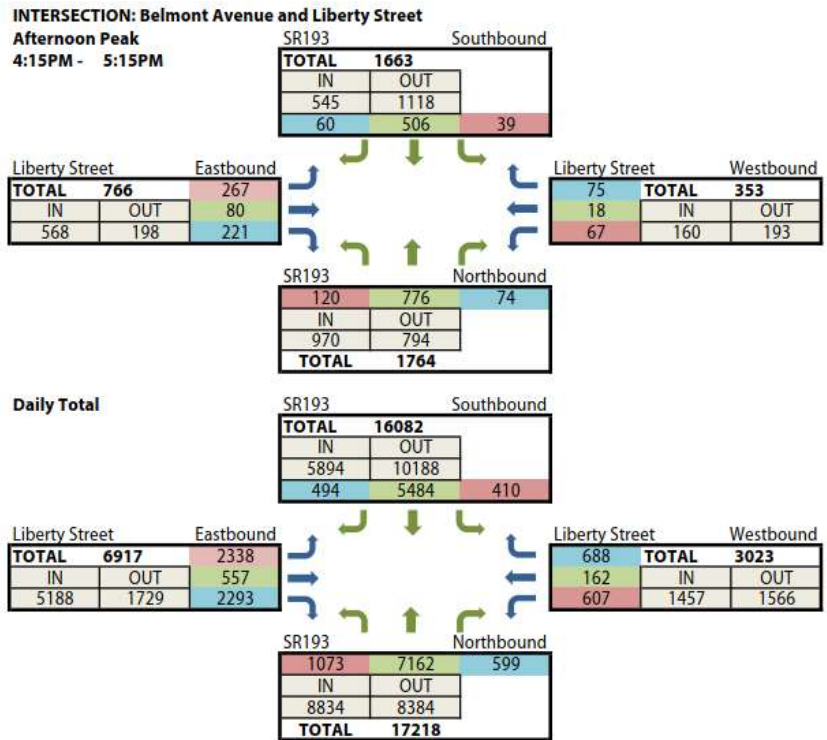 INTERSECTION: Belmont Avenue and Liberty Street
Afternoon Peak
4:15PM - 5:15PM
SR193 Southbound
TOTAL 1663
IN OUT
545 1118
60 506 39
Liberty Street Eastbound
TOTAL 766 267
IN OUT 80
568 198 221
Liberty Street Westbound
75 TOTAL 353
18 IN OUT
67 160 193
SR193 Northbound
120 776 74
IN OUT
970 794
TOTAL 1764
Daily Total
SR193 Southbound
TOTAL 16082
IN OUT
5894 10188
494 5484 410
Liberty Street Eastbound
TOTAL 6917 2338
IN OUT 557
5188 1729 2293
Liberty Street Westbound
688 TOTAL 3023
162 IN OUT
607 1457 1566
SR193 Northbound
1073 7162 599
IN OUT
8834 8384
TOTAL 17218